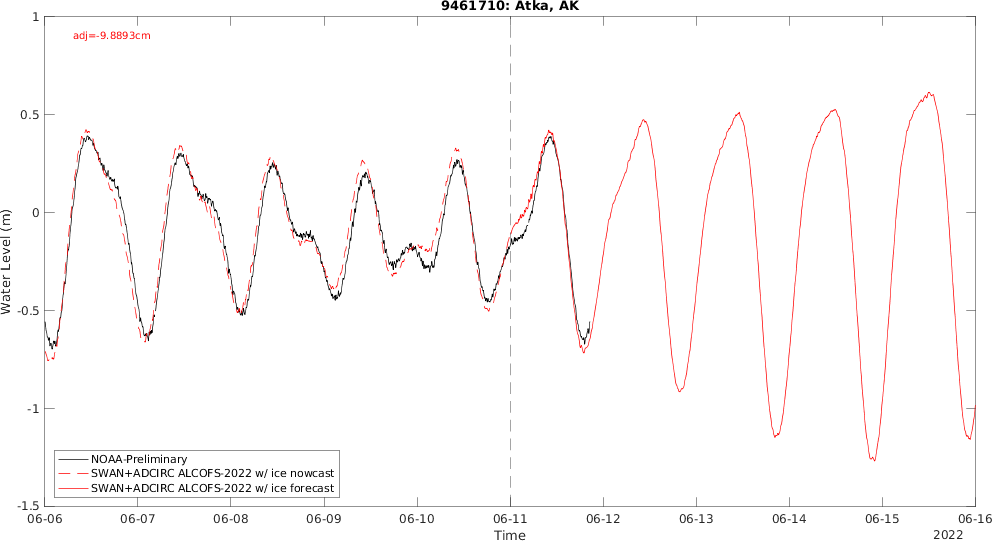 9461710: Atka, AK
adj=-9.8893cm
1
0.5
0
-0.5
-1
-1.5
Water Level (m)
NOAA-Preliminary
SWAN+ADCIRC ALCOFS-2022 w/ ice nowcast
SWAN+ADCIRC ALCOFS-2022 w/ ice forecast
06-06 06-07 06-08 06-09 06-10 06-11 06-12 06-13 06-14 06-15 06-16
Time
2022